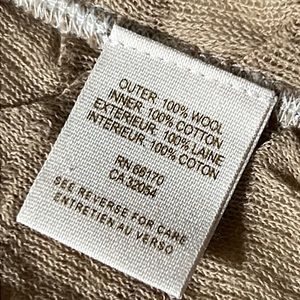 OUTER: 100% WOOL
INNER: 100% COTTON
EXTERIEUR: 100% LAINE
INTERIEUR: 100% COTON
RN 66170
CA 32054
SEE REVERSE FOR CARE
ENTRETIEN AU VERSO